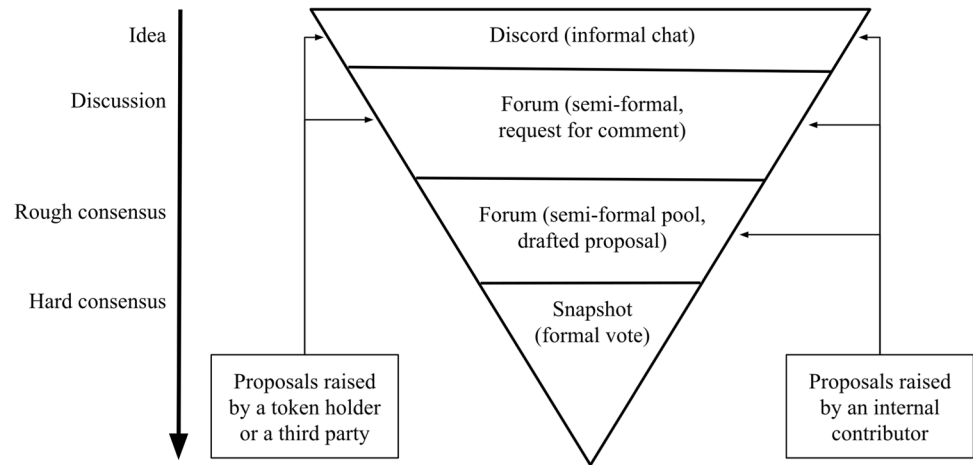 Idea
Discord (informal chat)
Discussion
Forum (semi-formal,
request for comment)
Rough consensus
Forum (semi-formal pool,
drafted proposal)
Hard consensus
Snapshot
(formal vote)
Proposals raised
by a token holder
or a third party
Proposals raised
by an internal
contributor